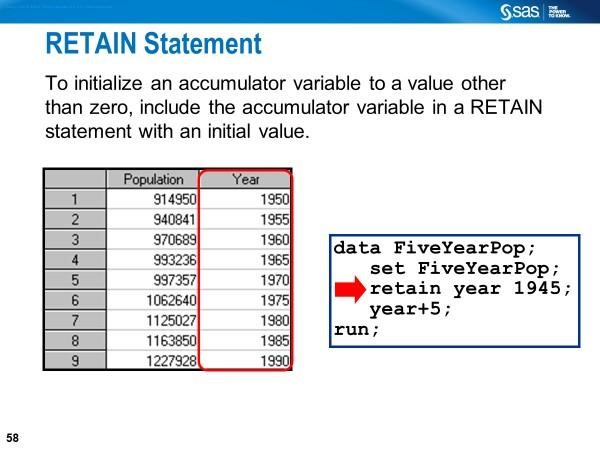 sas THE POWER TO KNOW.
RETAIN Statement
To initialize an accumulator variable to a value other
than zero, include the accumulator variable in a RETAIN
statement with an initial value.
Population Year
1 914950 1950
2 940841 1955
3 970689 1960
4 993236 1965
5 997357 1970
6 1062640 1975
7 1125027 1980
8 1163850 1985
9 1227928 1990
data FiveYearPop;
set FiveYearPop;
retain year 1945;
year+5;
run;
58